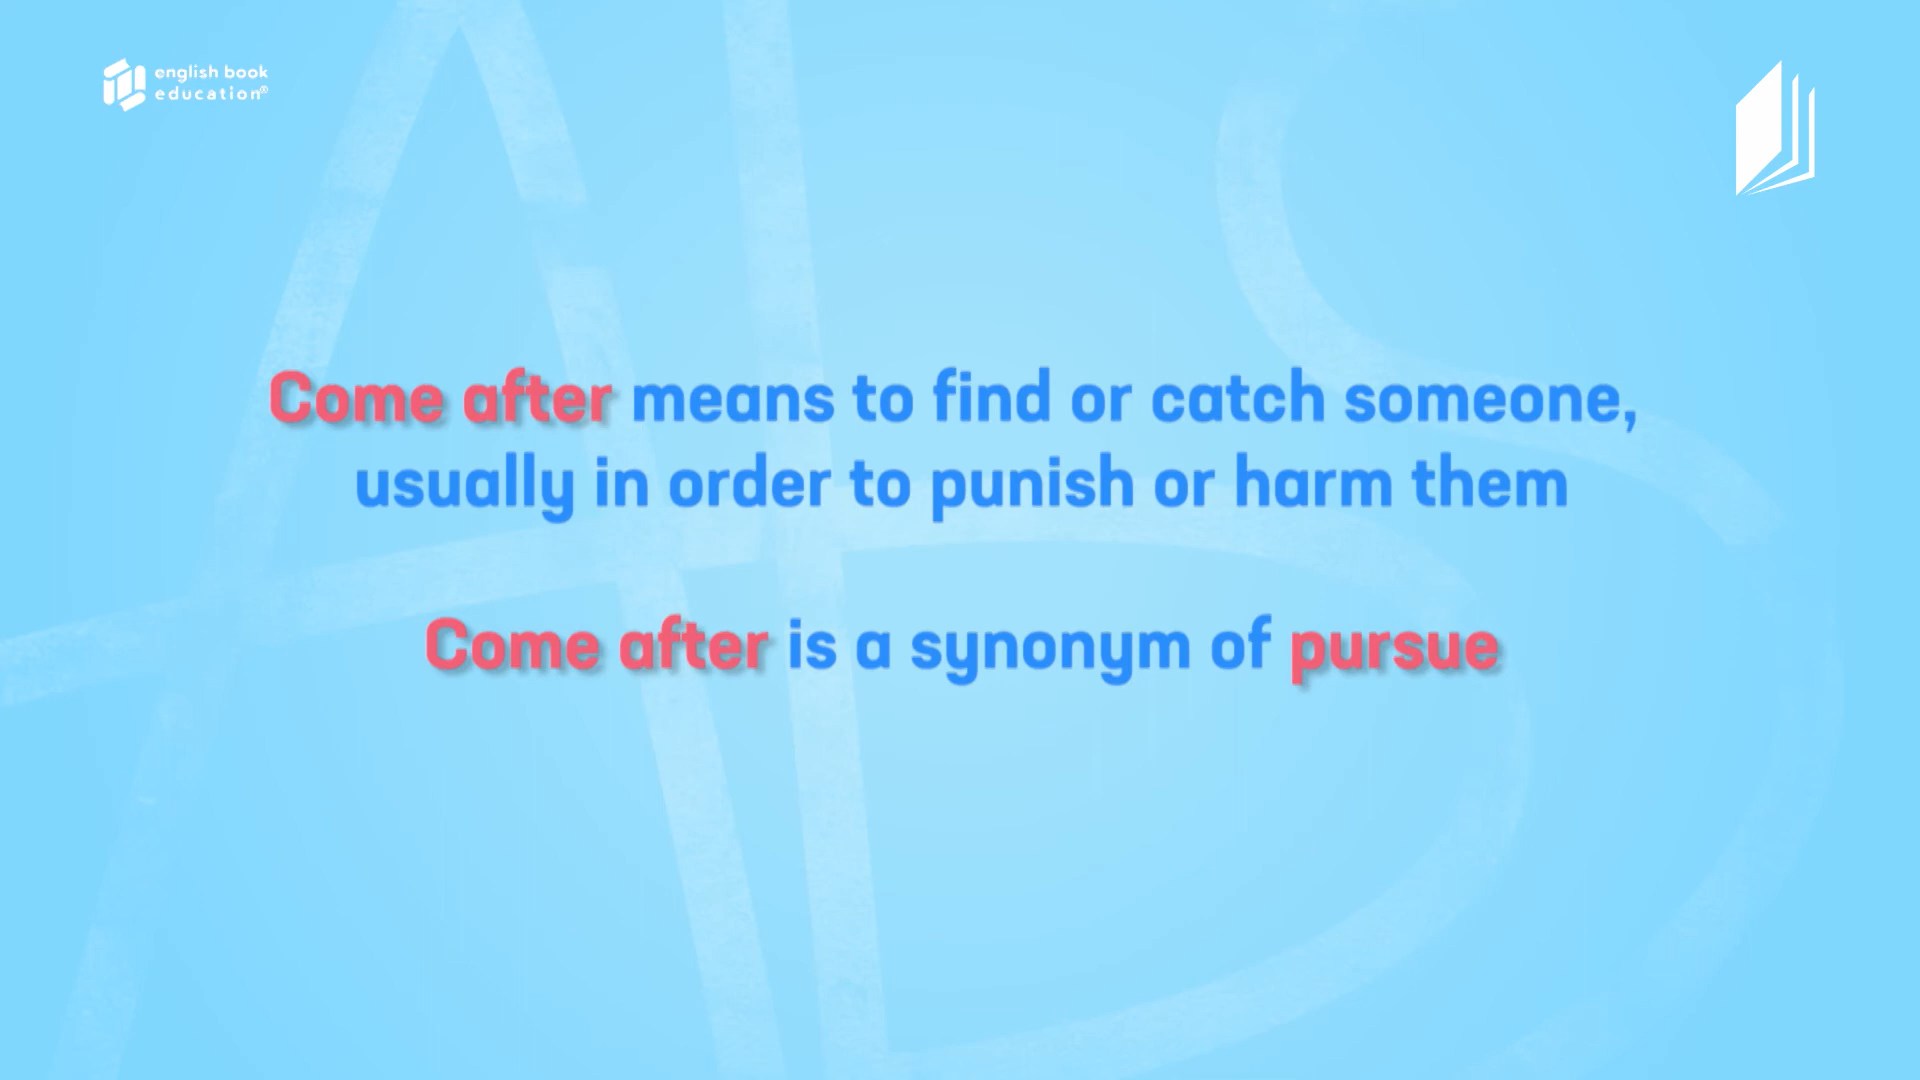 english book
education®
Come after means to find or catch someone,
usually in order to punish or harm them
Come after is a synonym of pursue